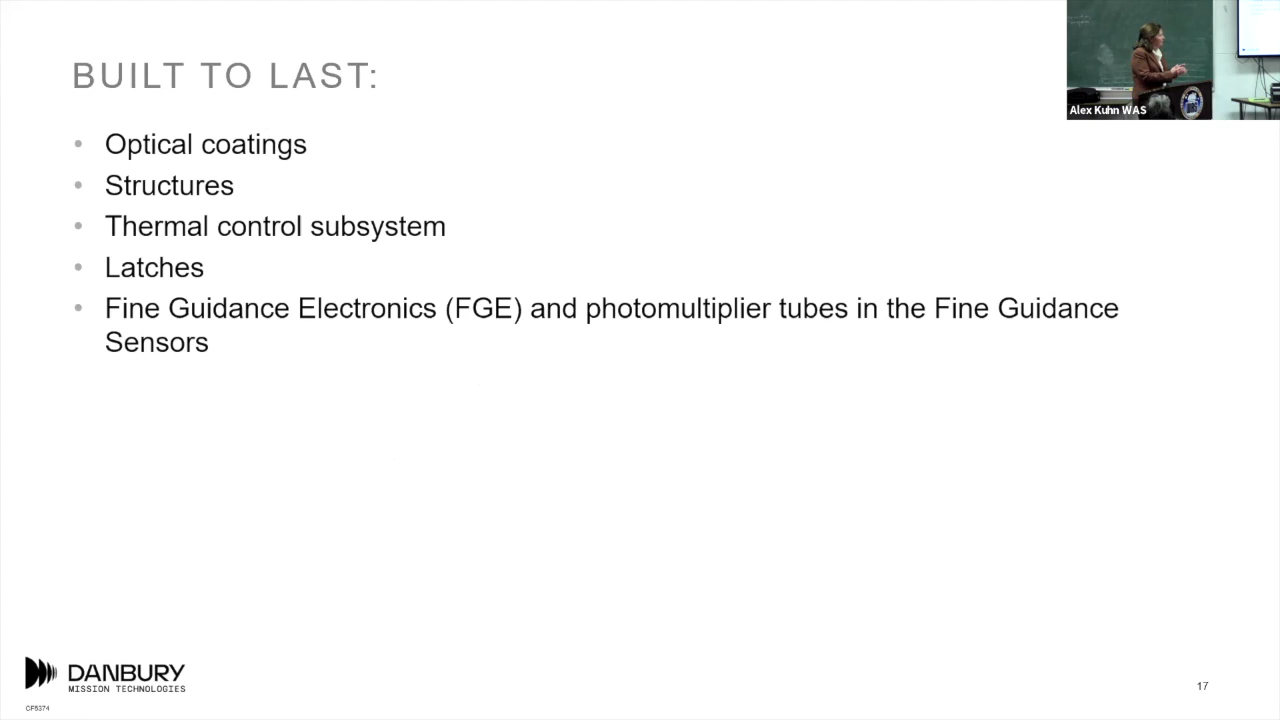 BUILT TO LAST:
Alex Kuhn WAS
• Optical coatings
• Structures
• Thermal control subsystem
• Latches
• Fine Guidance Electronics (FGE) and photomultiplier tubes in the Fine Guidance
Sensors
DANBURY
MISSION TECHNOLOGIES
CF5374
17